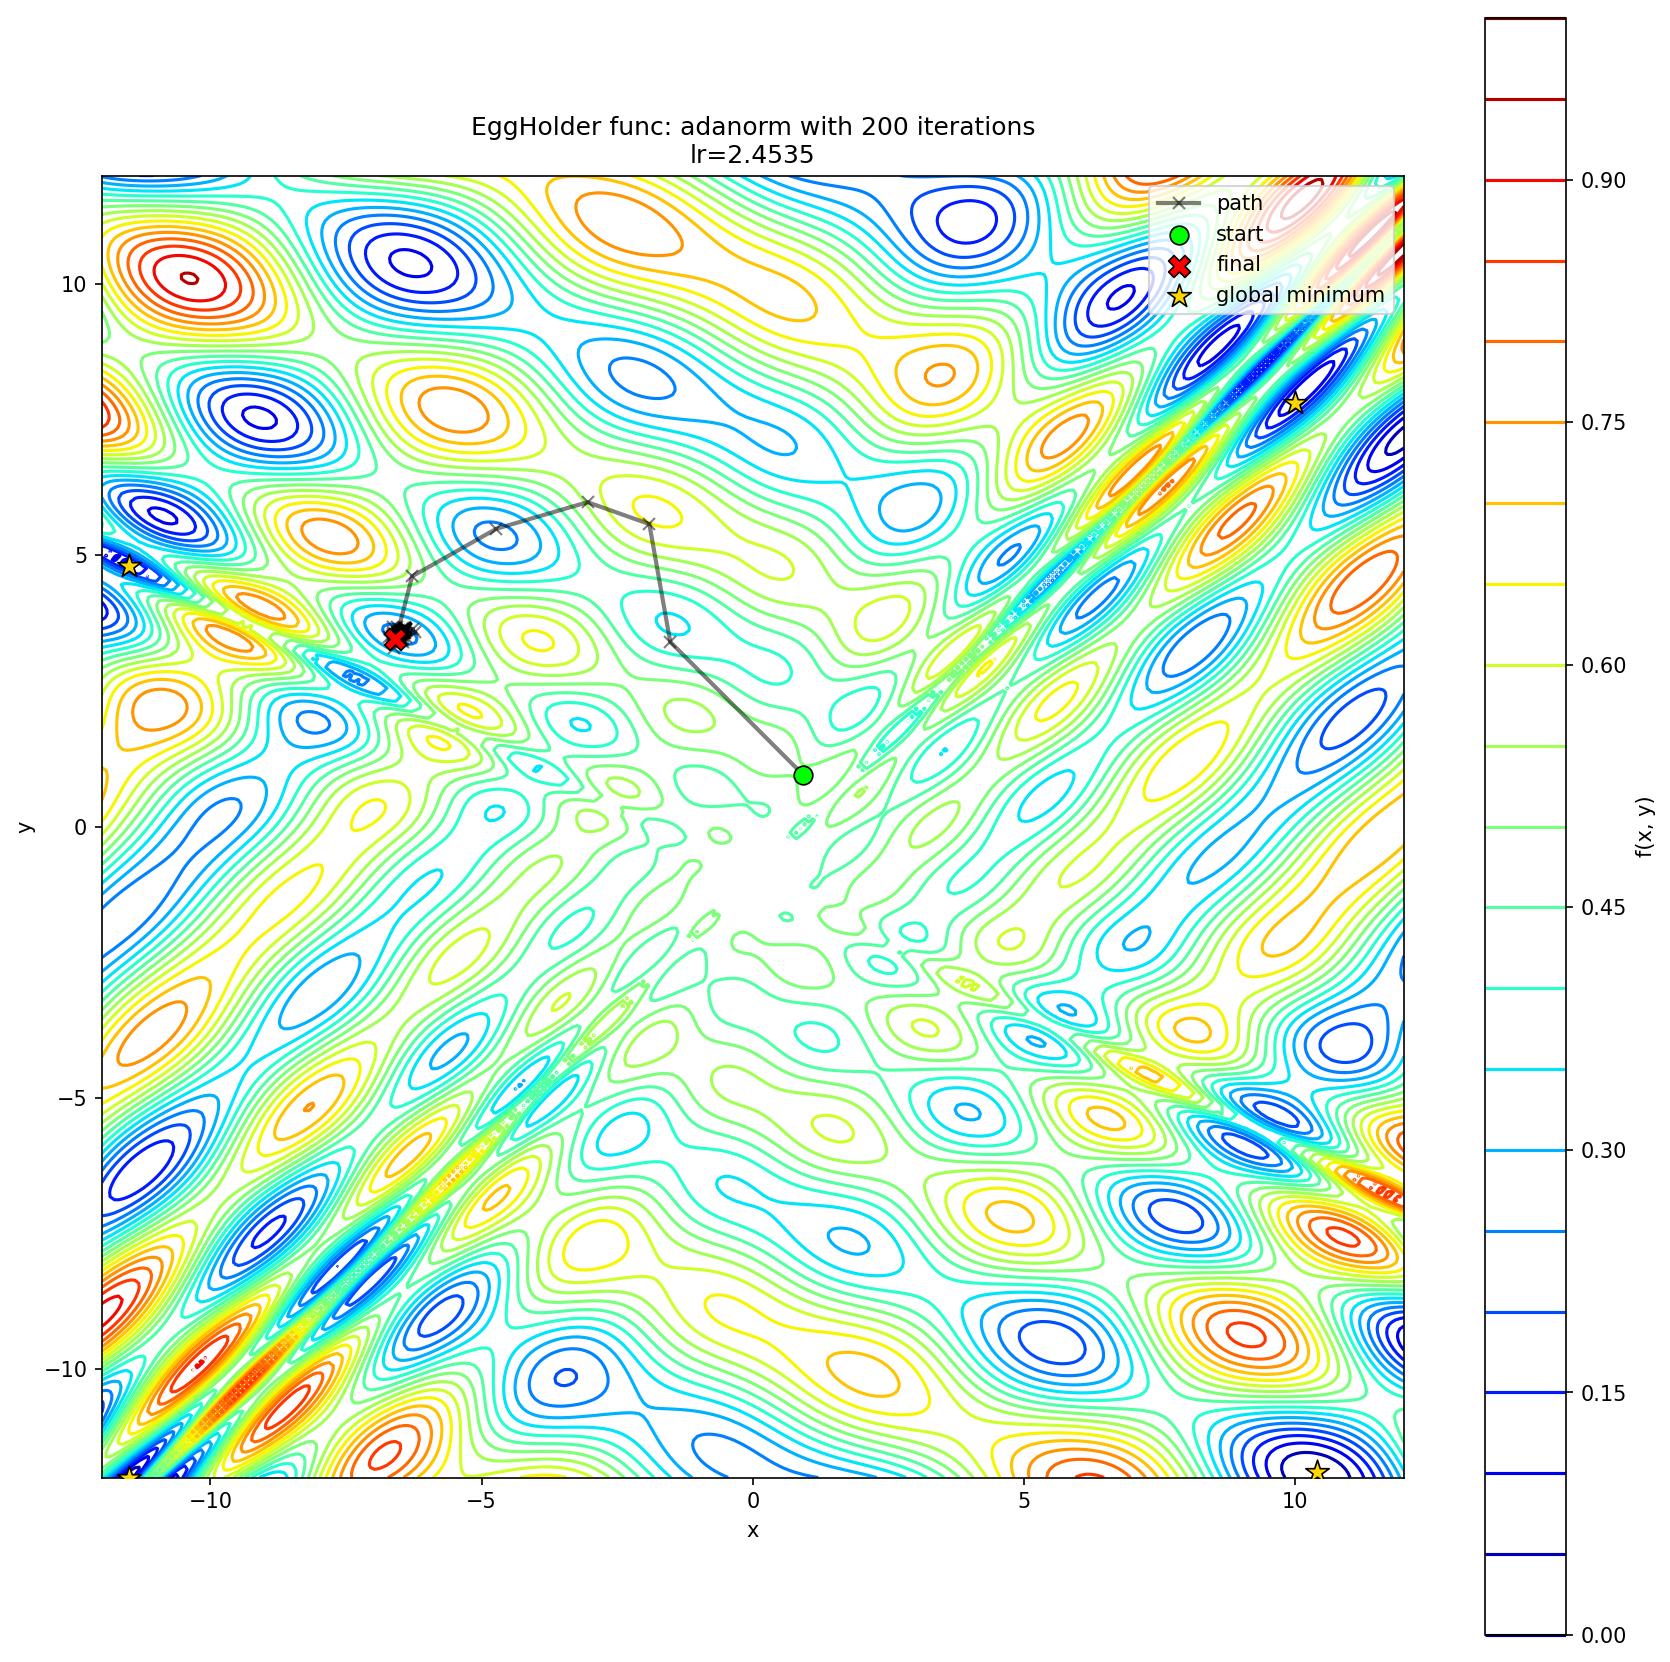 EggHolder func: adanorm with 200 iterations
lr=2.4535
path
start
final
global minimum
10
5
0
−5
−10
y
−10
−5
0
5
10
x
0.90
0.75
0.60
0.45
0.30
0.15
0.00
f(x, y)